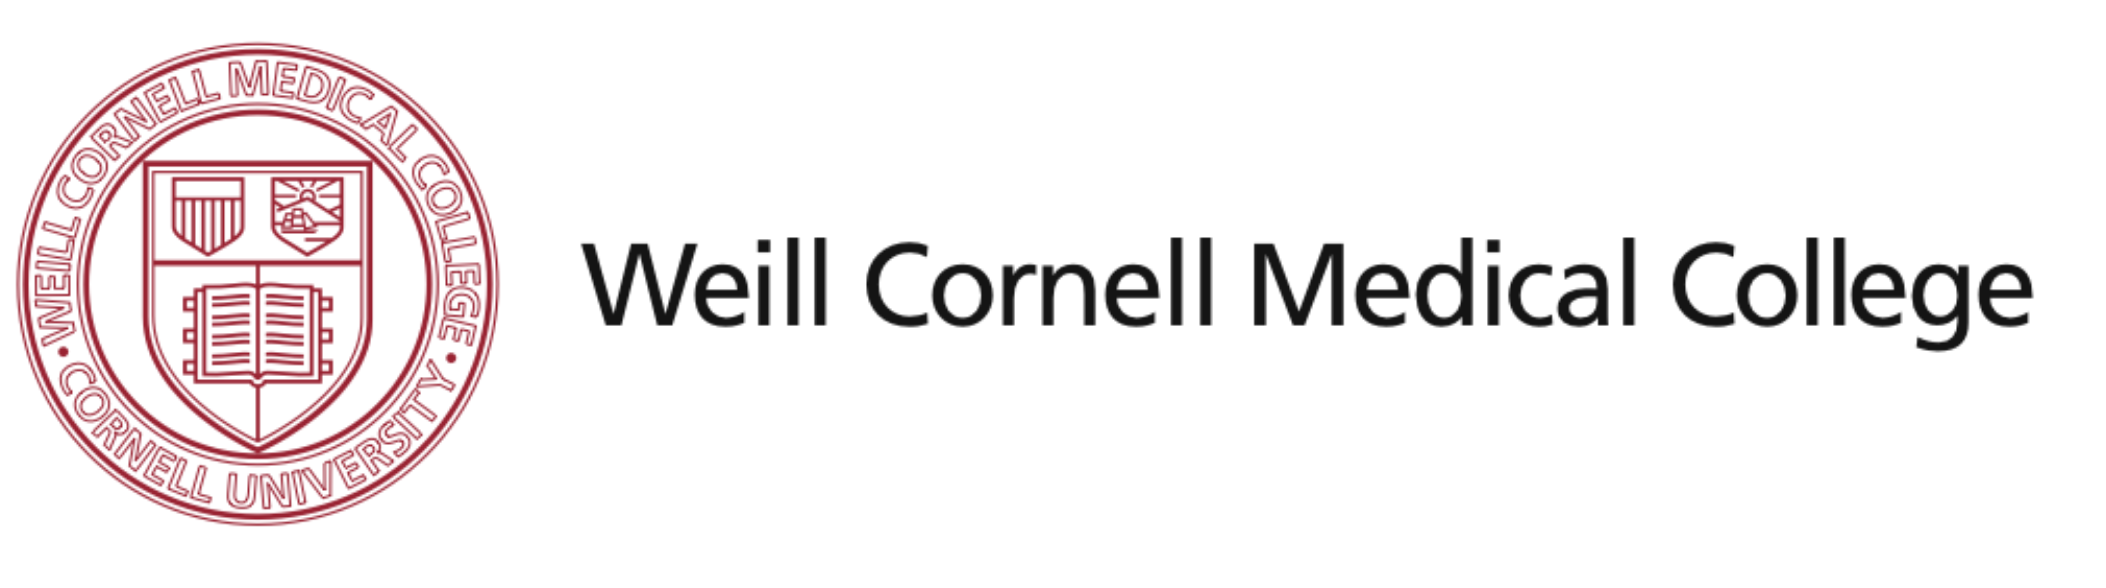 WEILL CORNELL MEDICAL COLLEGE
• CORNELL UNIVERSITY •
Weill Cornell Medical College